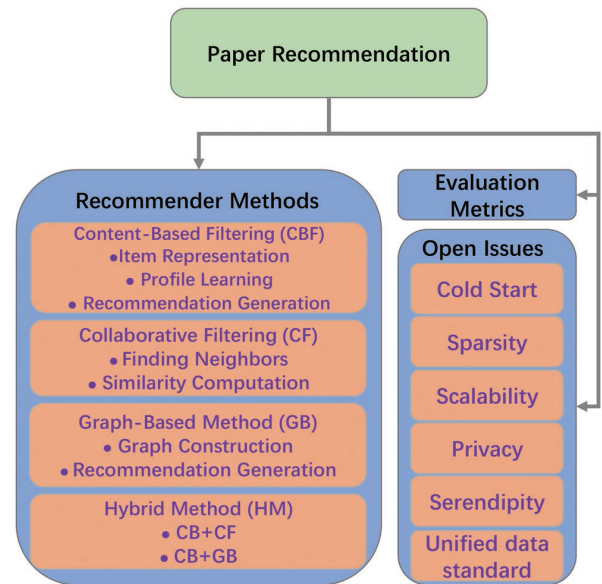 Paper Recommendation
Recommender Methods
Content-Based Filtering (CBF)
●Item Representation
●Profile Learning
● Recommendation Generation
Collaborative Filtering (CF)
● Finding Neighbors
● Similarity Computation
Graph-Based Method (GB)
● Graph Construction
● Recommendation Generation
Hybrid Method (HM)
● CB+CF
● CB+GB
Evaluation
Metrics
Open Issues
Cold Start
Sparsity
Scalability
Privacy
Serendipity
Unified data
standard